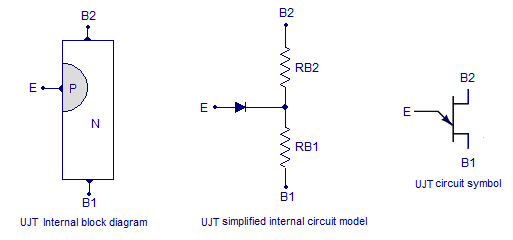 B2
E
P
N
B1
UJT Internal block diagram
B2
RB2
E
RB1
B1
UJT simplified internal circuit model
B2
E
B1
UJT circuit symbol